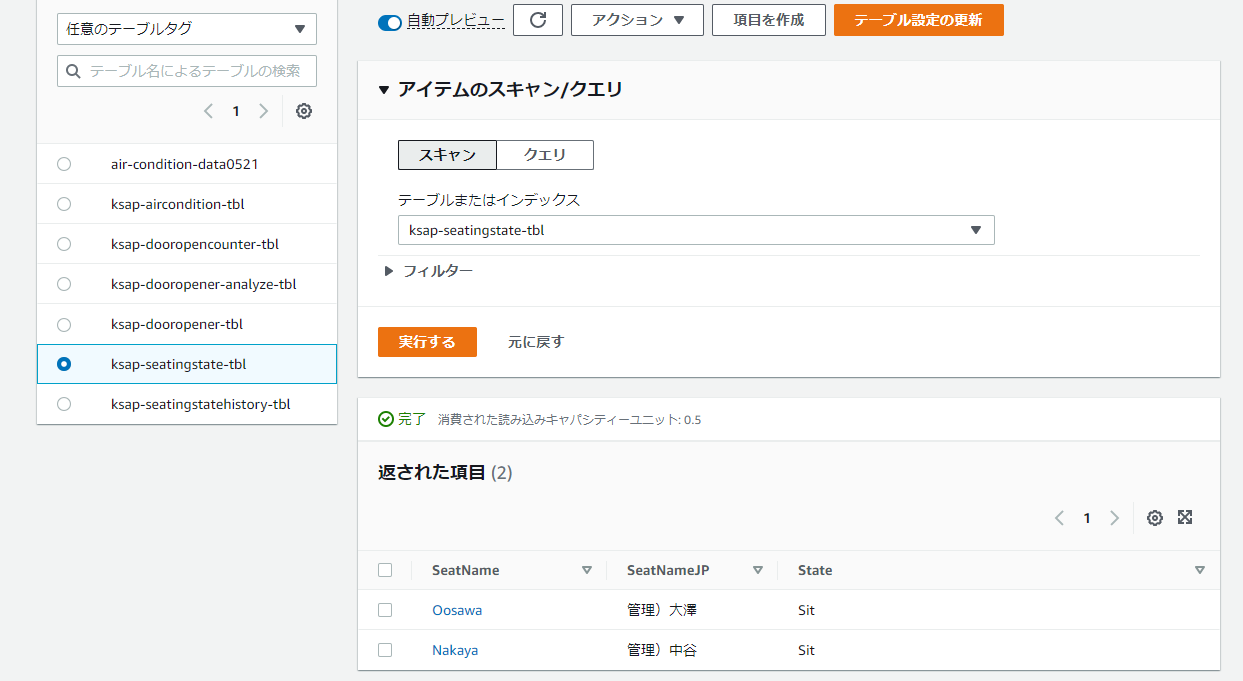 任意のテーブルタグ
テーブル名によるテーブルの検索
1
air-condition-data0521
ksap-aircondition-tbl
ksap-dooropencounter-tbl
ksap-dooropener-analyze-tbl
ksap-dooropener-tbl
ksap-seatingstate-tbl
ksap-seatingstatehistory-tbl
自動プレビュー アクション 項目を作成 テーブル設定の更新
アイテムのスキャン/クエリ
スキャン クエリ
テーブルまたはインデックス
ksap-seatingstate-tbl
フィルター
実行する 元に戻す
完了 消費された読み込みキャパシティーユニット: 0.5
返された項目 (2)
1
SeatName SeatNameJP State
Oosawa 管理）大澤 Sit
Nakaya 管理）中谷 Sit